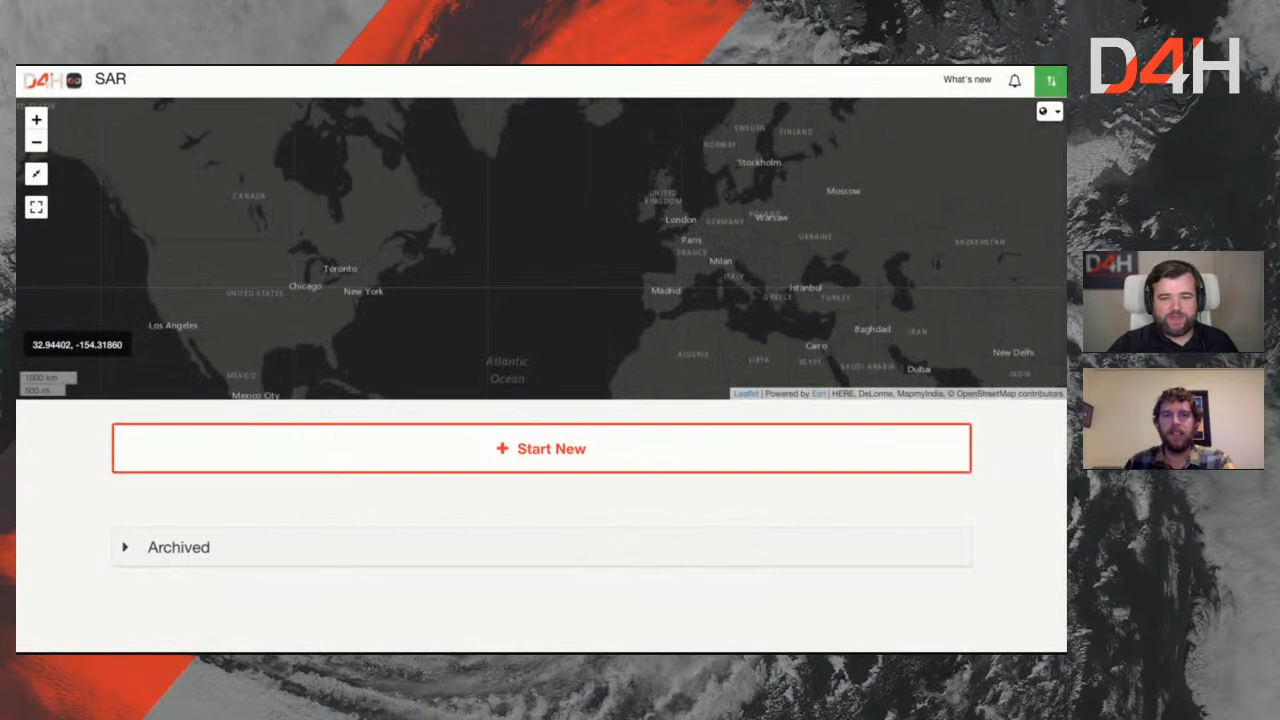 D4H
D4H
SAR
What's new
+
−
SWEDEN
FINLAND
NORWAY
Stockholm
Moscow
CANADA
UNITED
KINGDOM
London
GERMANY
POLAND
Warsaw
Paris
UKRAINE
KAZAKHSTAN
FRANCE
Milan
Toronto
ITALY
Chicago
UNITED STATES
New York
Madrid
Istanbul
GREECE
TURKEY
Los Angeles
Baghdad
IRAN
32.94402, -154.31860
Cairo
New Delhi
ALGERIA
LIBYA
EGYPT
SAUDI ARABIA
Dubai
Atlantic
Ocean
MÉXICO
INDIA
1000 km
500 mi
Mexico City
Leaflet | Powered by Esri | HERE, DeLorme, MapmyIndia, © OpenStreetMap contributors
D4H
+ Start New
Archived